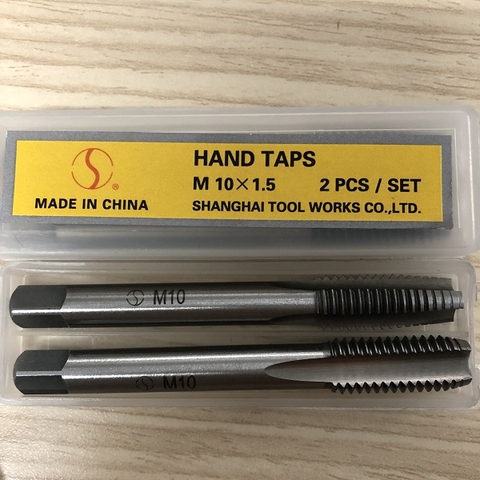 HAND TAPS
M 10×1.5 2 PCS / SET
MADE IN CHINA SHANGHAI TOOL WORKS CO.,LTD.
®
M10
M10